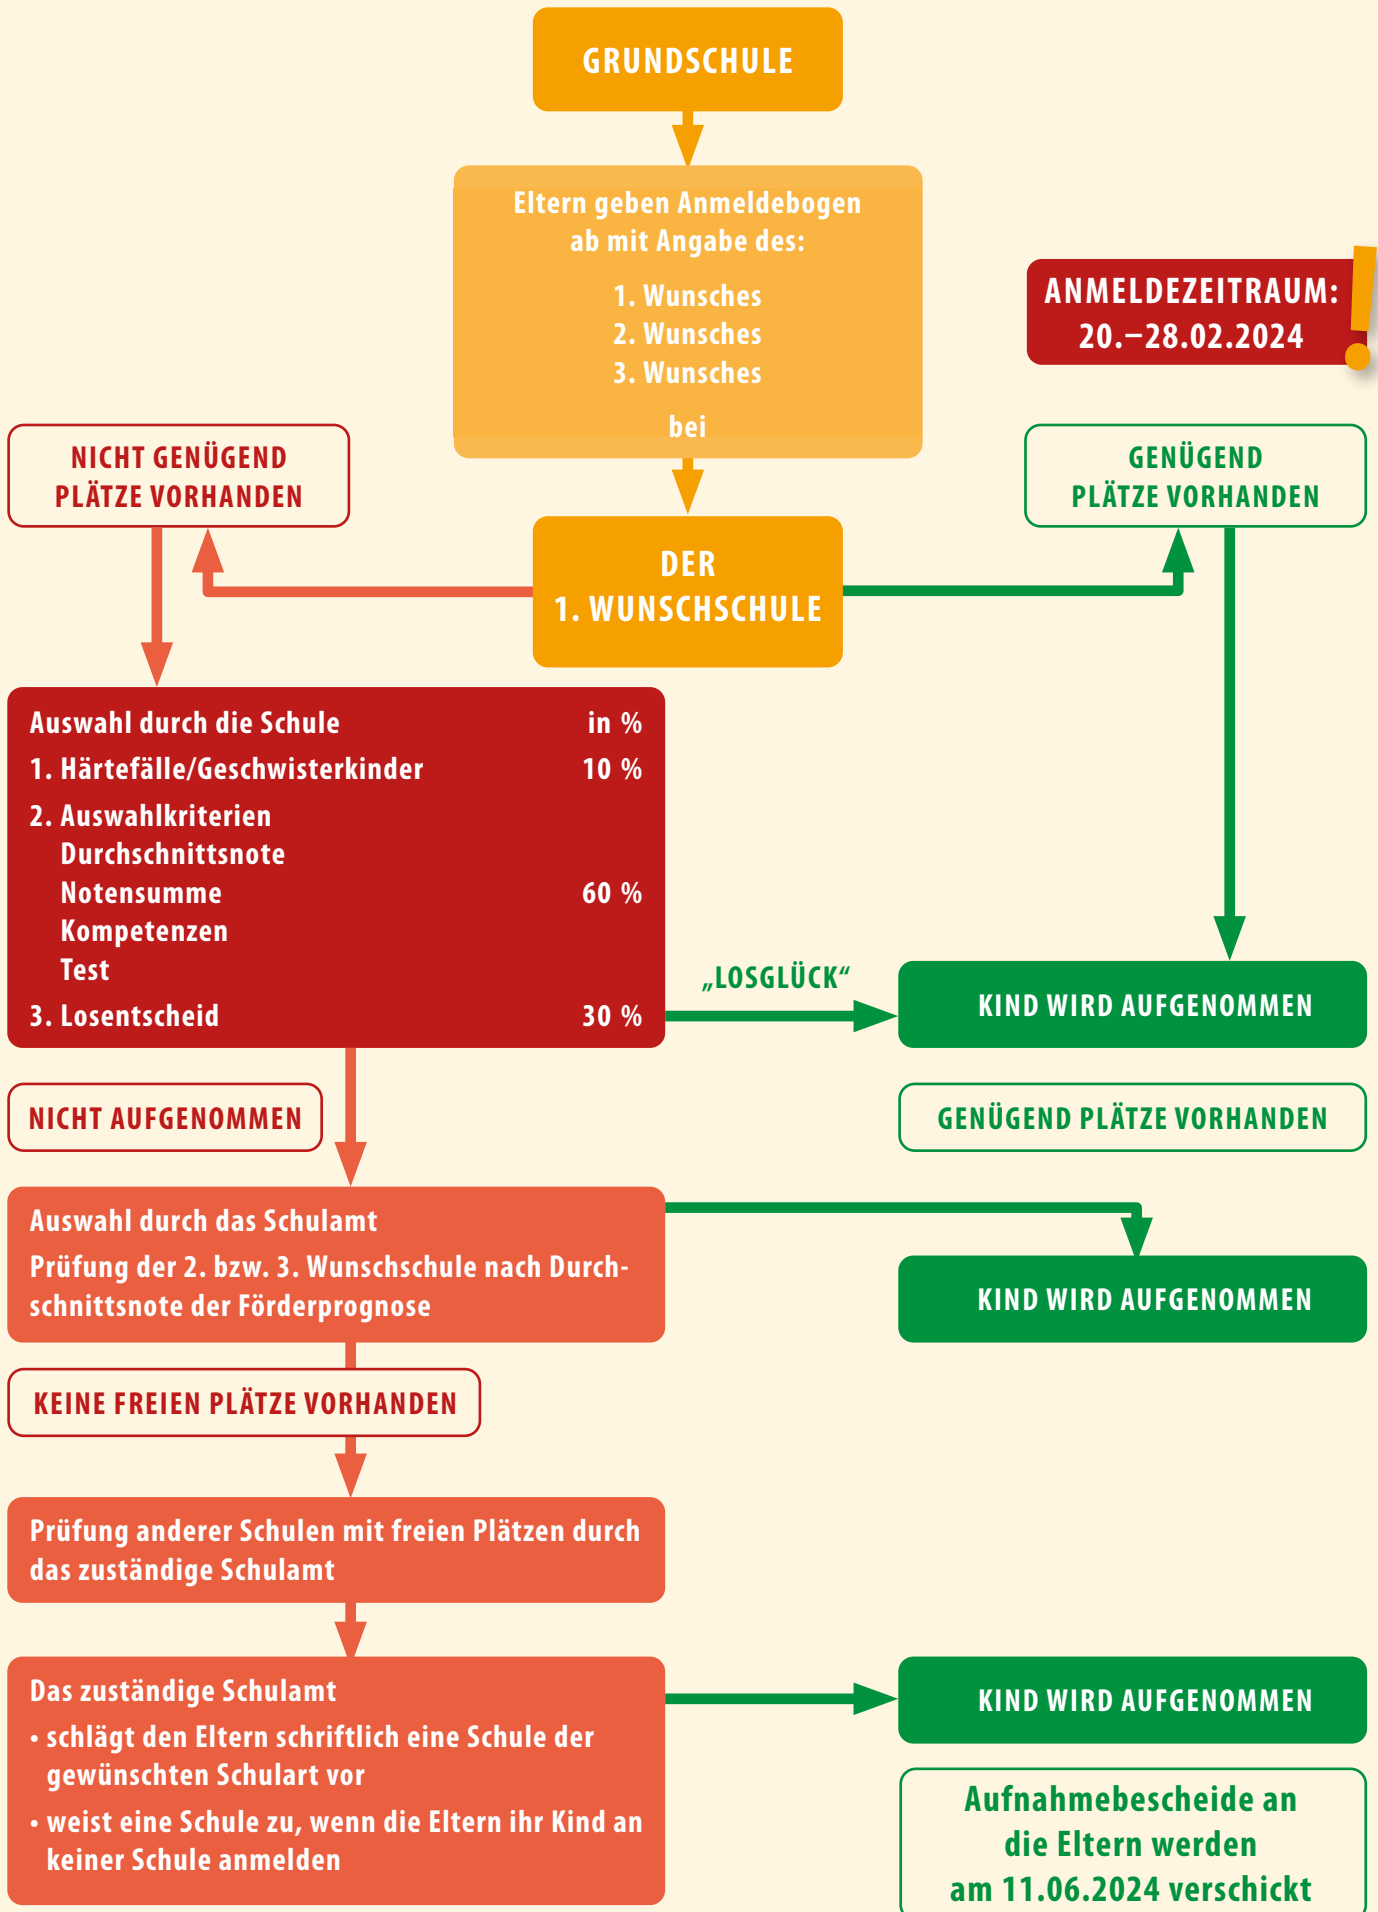 GRUNDSCHULE
Eltern geben Anmeldebogen
ab mit Angabe des:
1. Wunsches
2. Wunsches
3. Wunsches
bei
ANMELDEZEITRAUM:
20.–28.02.2024
!
NICHT GENÜGEND
PLÄTZE VORHANDEN
GENÜGEND
PLÄTZE VORHANDEN
DER
1. WUNSCHSCHULE
Auswahl durch die Schule in %
1. Härtefälle/Geschwisterkinder 10 %
2. Auswahlkriterien
Durchschnittsnote
Notensumme 60 %
Kompetenzen
Test
3. Losentscheid 30 %
„LOSGLÜCK“
KIND WIRD AUFGENOMMEN
NICHT AUFGENOMMEN
GENÜGEND PLÄTZE VORHANDEN
Auswahl durch das Schulamt
Prüfung der 2. bzw. 3. Wunschschule nach Durch-
schnittsnote der Förderprognose
KIND WIRD AUFGENOMMEN
KEINE FREIEN PLÄTZE VORHANDEN
Prüfung anderer Schulen mit freien Plätzen durch
das zuständige Schulamt
Das zuständige Schulamt
• schlägt den Eltern schriftlich eine Schule der
gewünschten Schulart vor
• weist eine Schule zu, wenn die Eltern ihr Kind an
keiner Schule anmelden
KIND WIRD AUFGENOMMEN
Aufnahmebescheide an
die Eltern werden
am 11.06.2024 verschickt